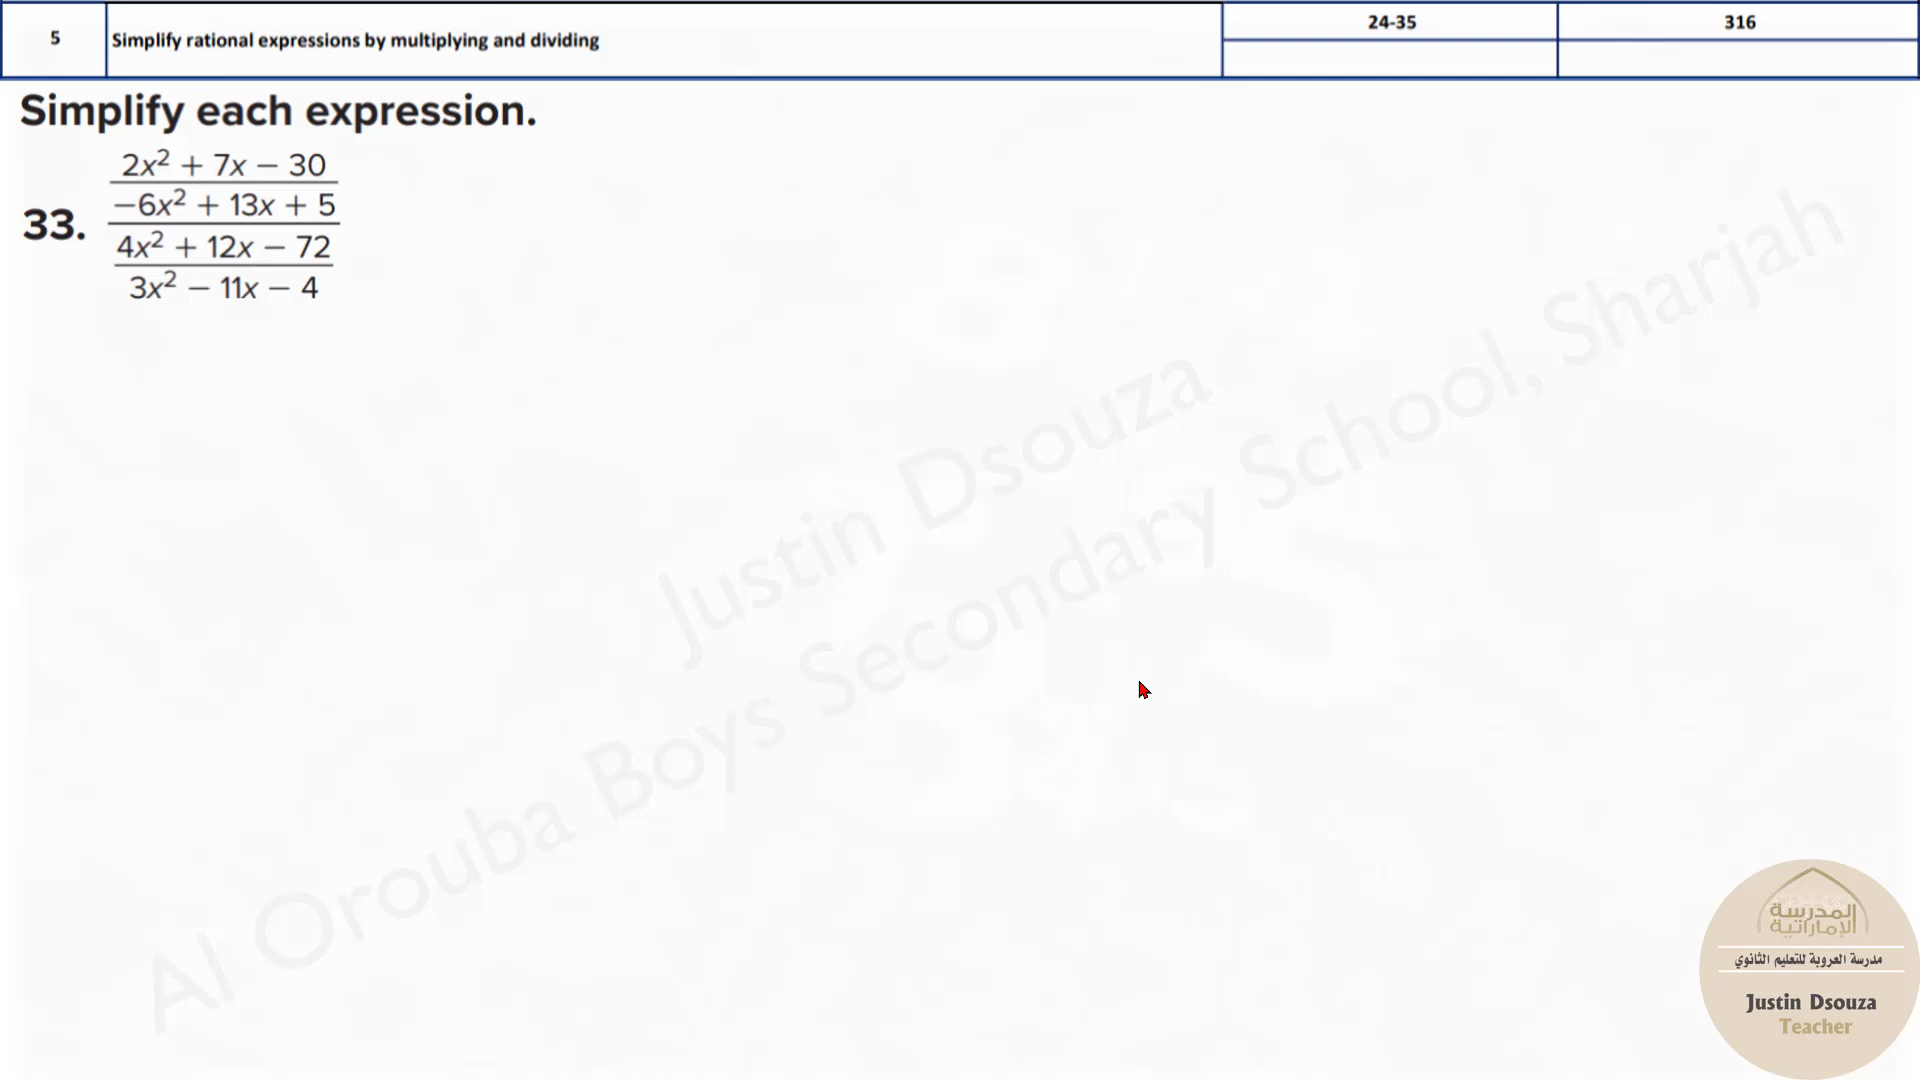 5 Simplify rational expressions by multiplying and dividing 24-35 316
Simplify each expression.
33.
2x² + 7x − 30
−6x² + 13x + 5
4x² + 12x − 72
3x² − 11x − 4
Justin Dsouza
Al Orouba Boys Secondary School, Sharjah
المدرسة
الإماراتية
مدرسة العروبة للتعليم الثانوي
Justin Dsouza
Teacher